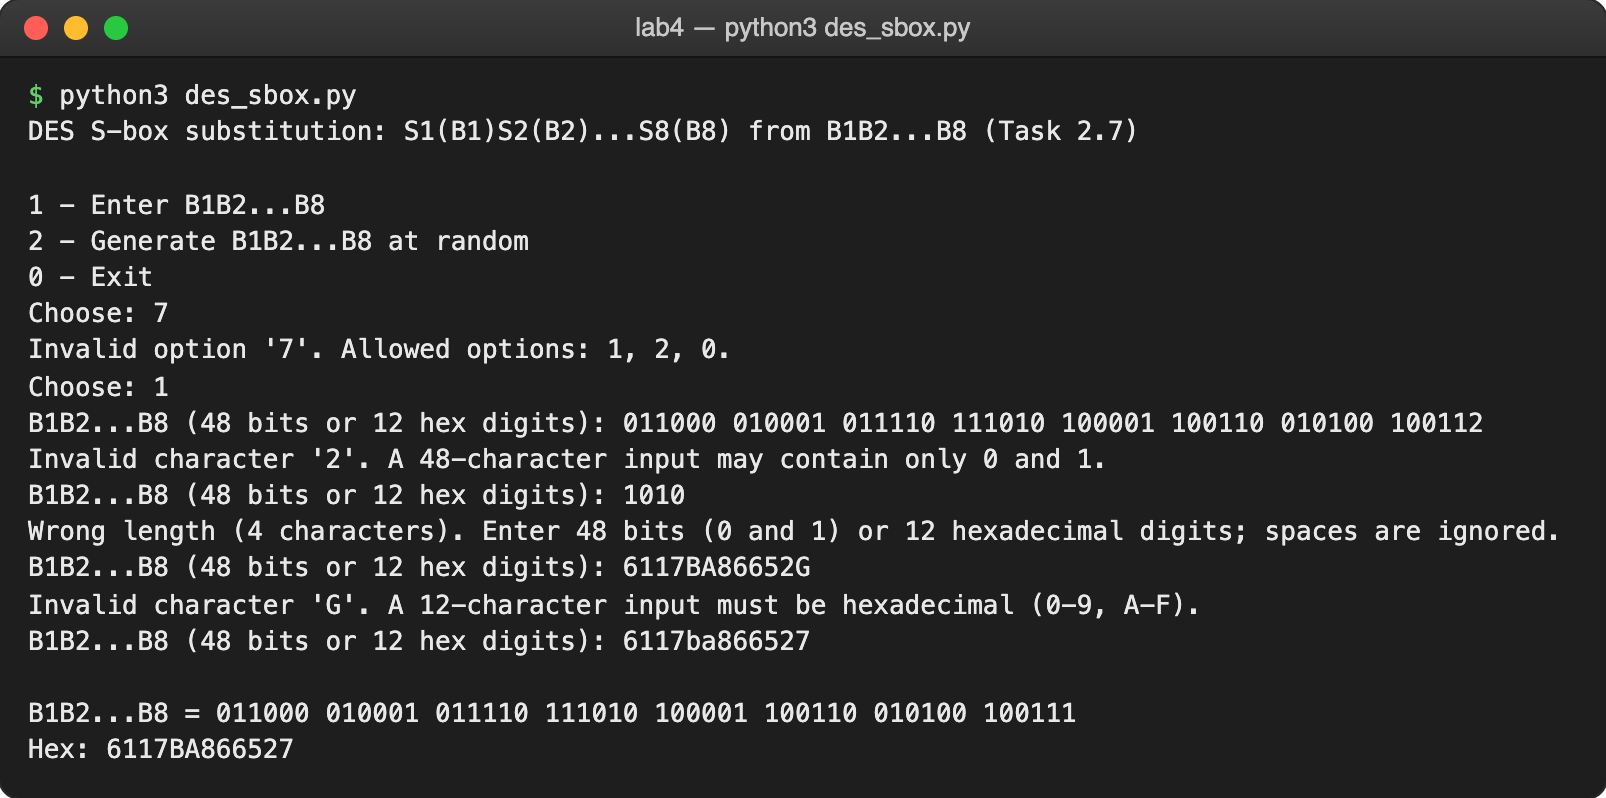 lab4 — python3 des_sbox.py
$ python3 des_sbox.py
DES S-box substitution: S1(B1)S2(B2)...S8(B8) from B1B2...B8 (Task 2.7)
1 - Enter B1B2...B8
2 - Generate B1B2...B8 at random
0 - Exit
Choose: 7
Invalid option '7'. Allowed options: 1, 2, 0.
Choose: 1
B1B2...B8 (48 bits or 12 hex digits): 011000 010001 011110 111010 100001 100110 010100 100112
Invalid character '2'. A 48-character input may contain only 0 and 1.
B1B2...B8 (48 bits or 12 hex digits): 1010
Wrong length (4 characters). Enter 48 bits (0 and 1) or 12 hexadecimal digits; spaces are ignored.
B1B2...B8 (48 bits or 12 hex digits): 6117BA86652G
Invalid character 'G'. A 12-character input must be hexadecimal (0-9, A-F).
B1B2...B8 (48 bits or 12 hex digits): 6117ba866527
B1B2...B8 = 011000 010001 011110 111010 100001 100110 010100 100111
Hex: 6117BA866527